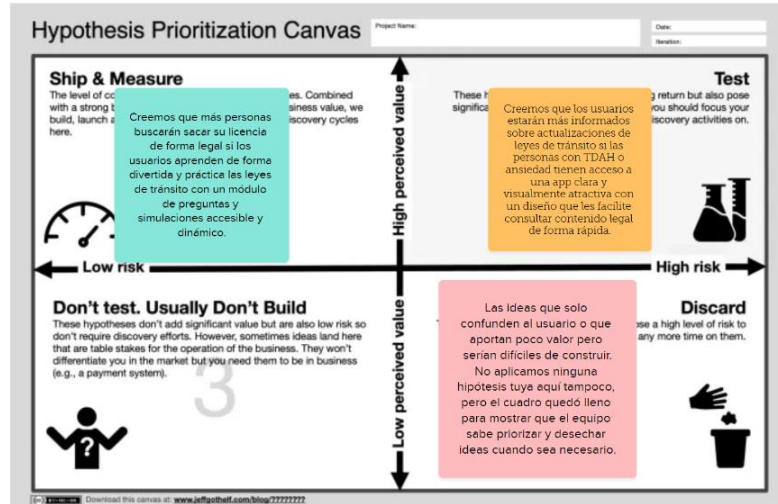 Hypothesis Prioritization Canvas
Project Name:
Date:
Iteration:
Ship & Measure
The level of co
es. Combined
with a strong b
siness value, we
build, launch a
iscovery cycles
here.
Creemos que más personas
buscarán sacar su licencia
de forma legal si los
usuarios aprenden de forma
divertida y práctica las leyes
de tránsito con un módulo
de preguntas y
simulaciones accesible y
dinámico.
Test
These h
g return but also pose
significa
you should focus your
discovery activities on.
Creemos que los usuarios
estarán más informados
sobre actualizaciones de
leyes de tránsito si las
personas con TDAH o
ansiedad tienen acceso a
una app clara y
visualmente atractiva con
un diseño que les facilite
consultar contenido legal
de forma rápida.
High perceived value
Low risk
High risk
Low perceived value
Don't test. Usually Don't Build
These hypotheses don't add significant value but are also low risk so
don't require discovery efforts. However, sometimes ideas land here
that are table stakes for the operation of the business. They won't
differentiate you in the market but you need them to be in business
(e.g., a payment system).
3
?
Discard
se a high level of risk to
any more time on them.
Las ideas que solo
confunden al usuario o que
aportan poco valor pero
serían difíciles de construir.
No aplicamos ninguna
hipótesis tuya aquí tampoco,
pero el cuadro quedó lleno
para mostrar que el equipo
sabe priorizar y desechar
ideas cuando sea necesario.
Download this canvas at: www.jeffgothelf.com/blog/????????